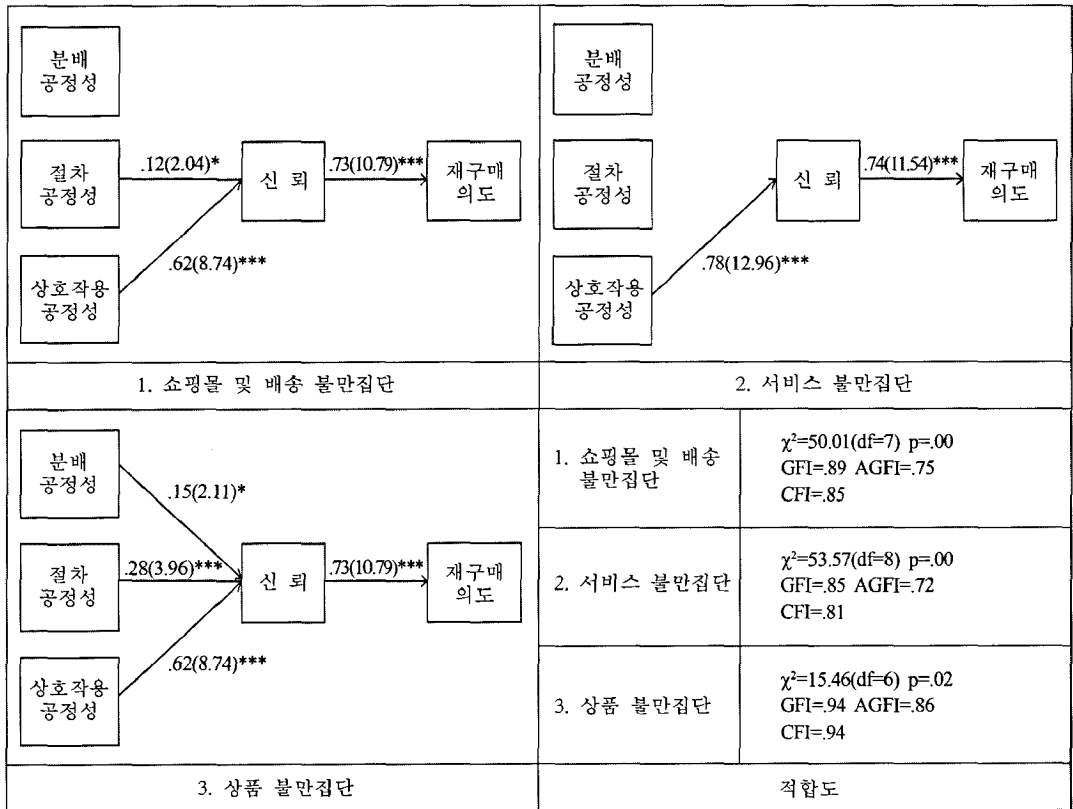 분배
공정성
절차
공정성
.12(2.04)*
신 뢰
.73(10.79)***
재구매
의도
상호작용
공정성
.62(8.74)***
1. 쇼핑몰 및 배송 불만집단
분배
공정성
절차
공정성
신 뢰
.74(11.54)***
재구매
의도
상호작용
공정성
.78(12.96)***
2. 서비스 불만집단
분배
공정성
.15(2.11)*
절차
공정성
.28(3.96)***
신 뢰
.73(10.79)***
재구매
의도
상호작용
공정성
.62(8.74)***
3. 상품 불만집단
1. 쇼핑몰 및 배송
불만집단
χ²=50.01(df=7) p=.00
GFI=.89 AGFI=.75
CFI=.85
2. 서비스 불만집단
χ²=53.57(df=8) p=.00
GFI=.85 AGFI=.72
CFI=.81
3. 상품 불만집단
χ²=15.46(df=6) p=.02
GFI=.94 AGFI=.86
CFI=.94
적합도